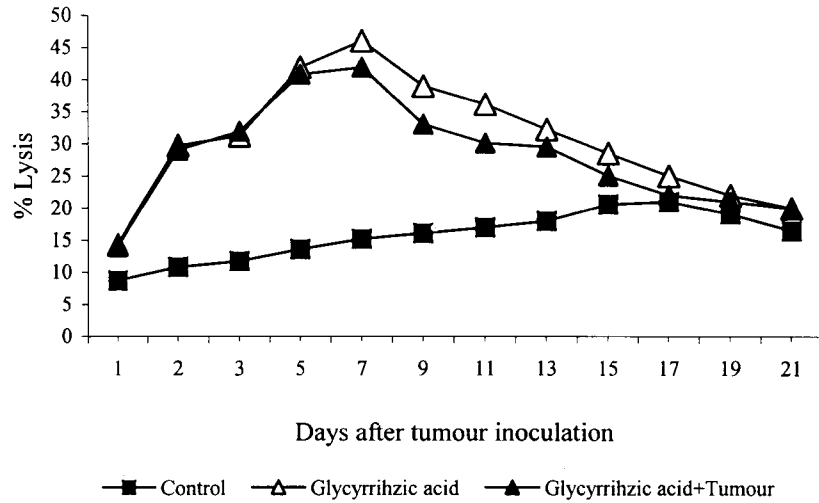 50
45
40
35
30
25
20
15
10
5
0
% Lysis
1 2 3 5 7 9 11 13 15 17 19 21
Days after tumour inoculation
Control Glycyrrihzic acid Glycyrrihzic acid+Tumour